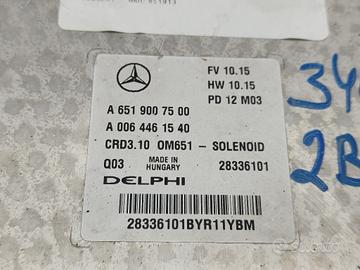 FV 10.15
HW 10.15
PD 12 M03
A 651 900 75 00
A 006 446 15 40
CRD3.10 OM651 - SOLENOID
Q03 MADE IN HUNGARY 28336101
DELPHI
28336101BYR11YBM
2B